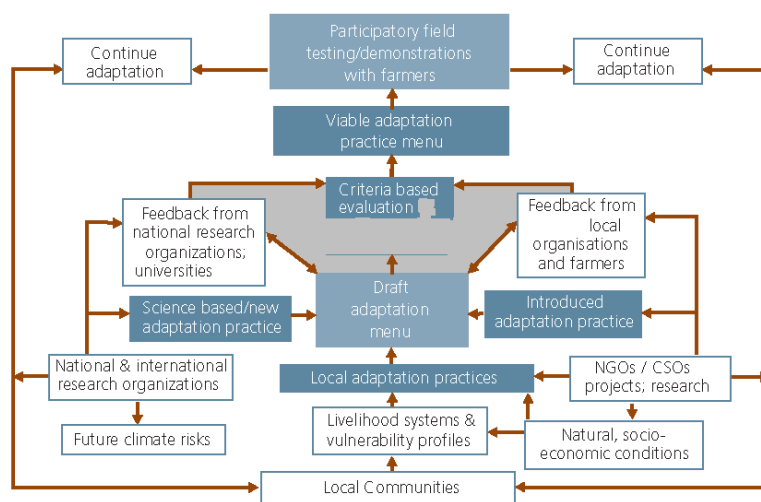 Participatory field
testing/demonstrations
with farmers
Continue
adaptation
Continue
adaptation
Viable adaptation
practice menu
Criteria based
evaluation
Feedback from
national research
organizations;
universities
Feedback from
local
organisations
and farmers
Draft
adaptation
menu
Science based/new
adaptation practice
Introduced
adaptation practice
National & international
research organizations
Local adaptation practices
NGOs / CSOs
projects; research
Future climate risks
Livelihood systems &
vulnerability profiles
Natural, socio-
economic conditions
Local Communities